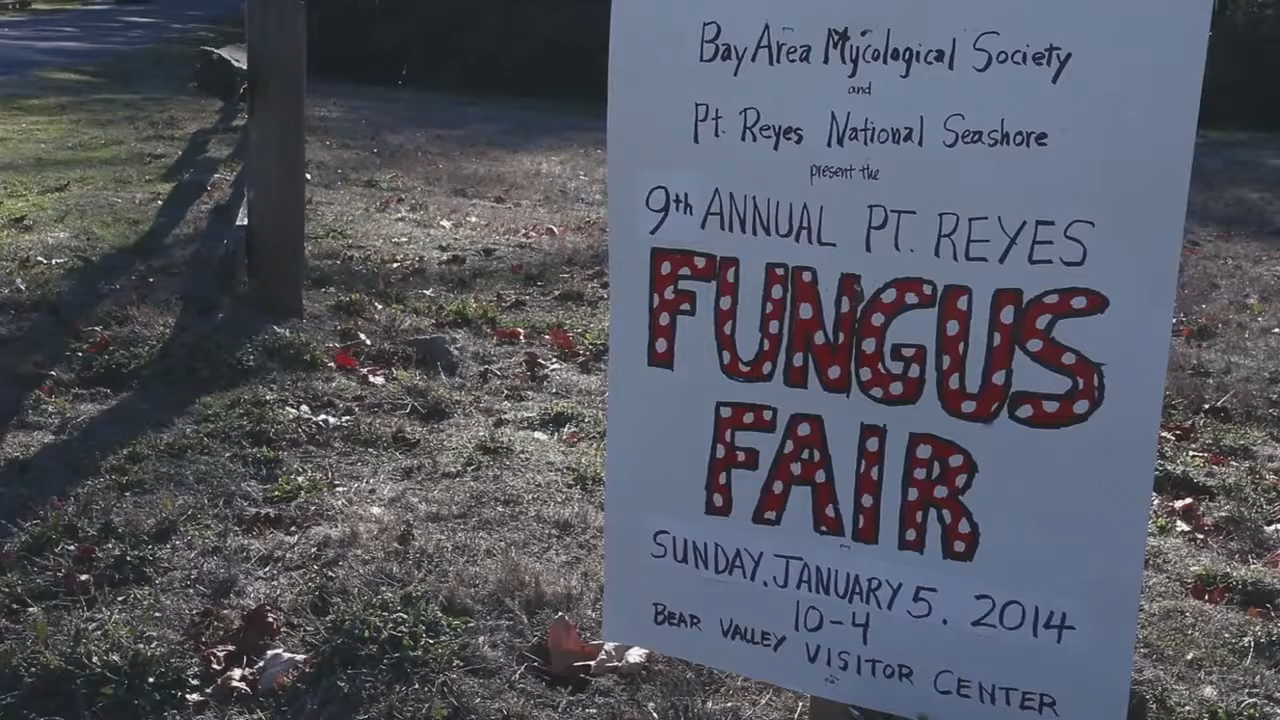 Bay Area Mycological Society
and
Pt. Reyes National Seashore
present the
9th ANNUAL PT. REYES
FUNGUS
FAIR
SUNDAY, JANUARY 5. 2014
10-4
BEAR VALLEY VISITOR CENTER